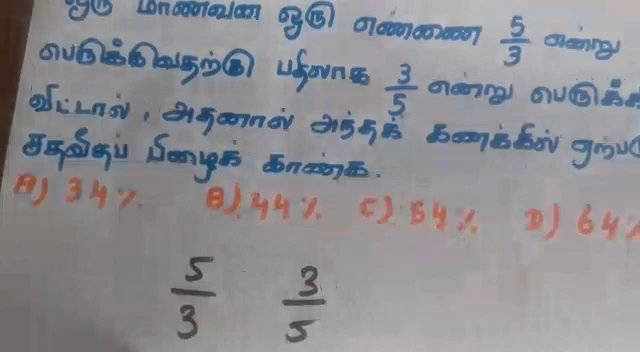 ஒரு மாணவன் ஒரு எண்ணை 5/3 என்று
பெருக்குவதற்கு பதிலாக 3/5 என்று பெருக்கி
விட்டால், அதனால் அந்தக் கணக்கில் ஏற்படு
சதவீதப் பிழைக் காண்க.
A) 34% B) 44% C) 54% D) 64%
5/3 3/5